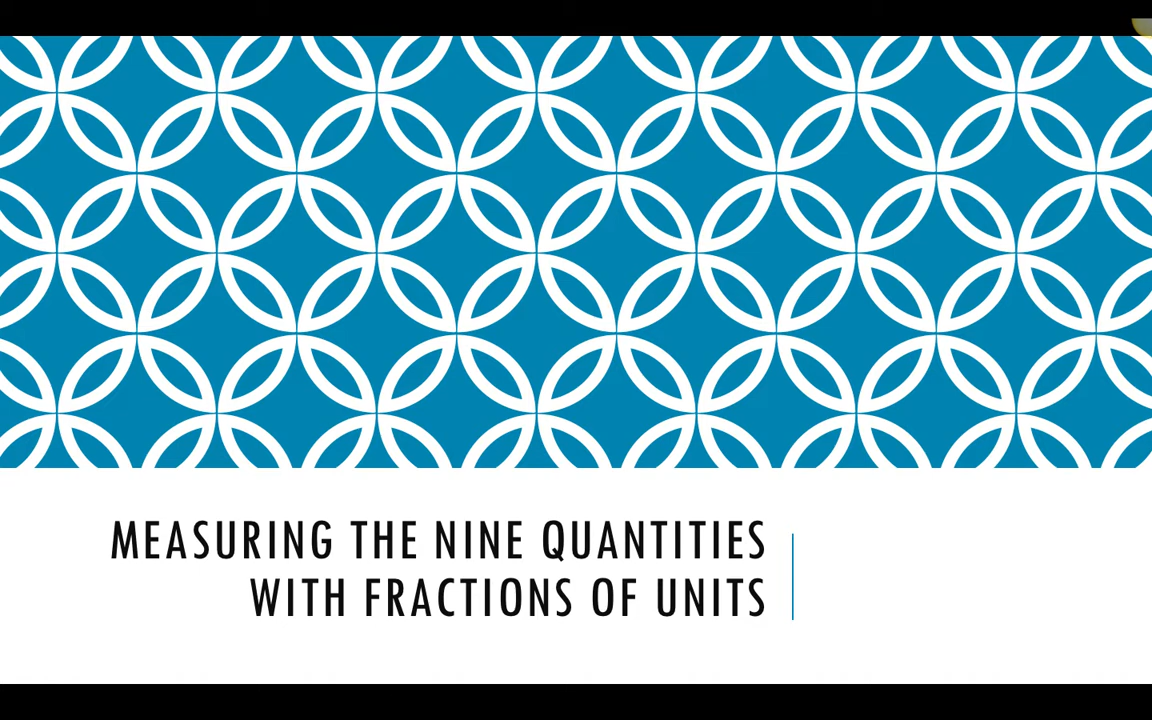 MEASURING THE NINE QUANTITIES
WITH FRACTIONS OF UNITS